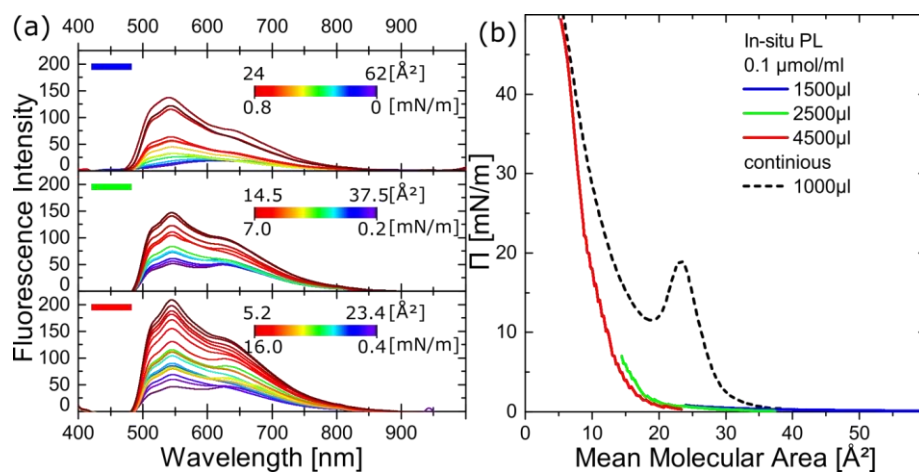 (a)
400 500 600 700 800 900
200
150
100
50
0
24 62[Å²]
0.8 0 [mN/m]
200
150
100
50
0
14.5 37.5[Å²]
7.0 0.2 [mN/m]
200
150
100
50
0
5.2 23.4[Å²]
16.0 0.4 [mN/m]
400 500 600 700 800 900
Fluorescence Intensity
Wavelength [nm]
(b)
In-situ PL
0.1 µmol/ml
1500µl
2500µl
4500µl
continious
1000µl
40
30
20
10
0
0 10 20 30 40 50
Π [mN/m]
Mean Molecular Area [Å²]